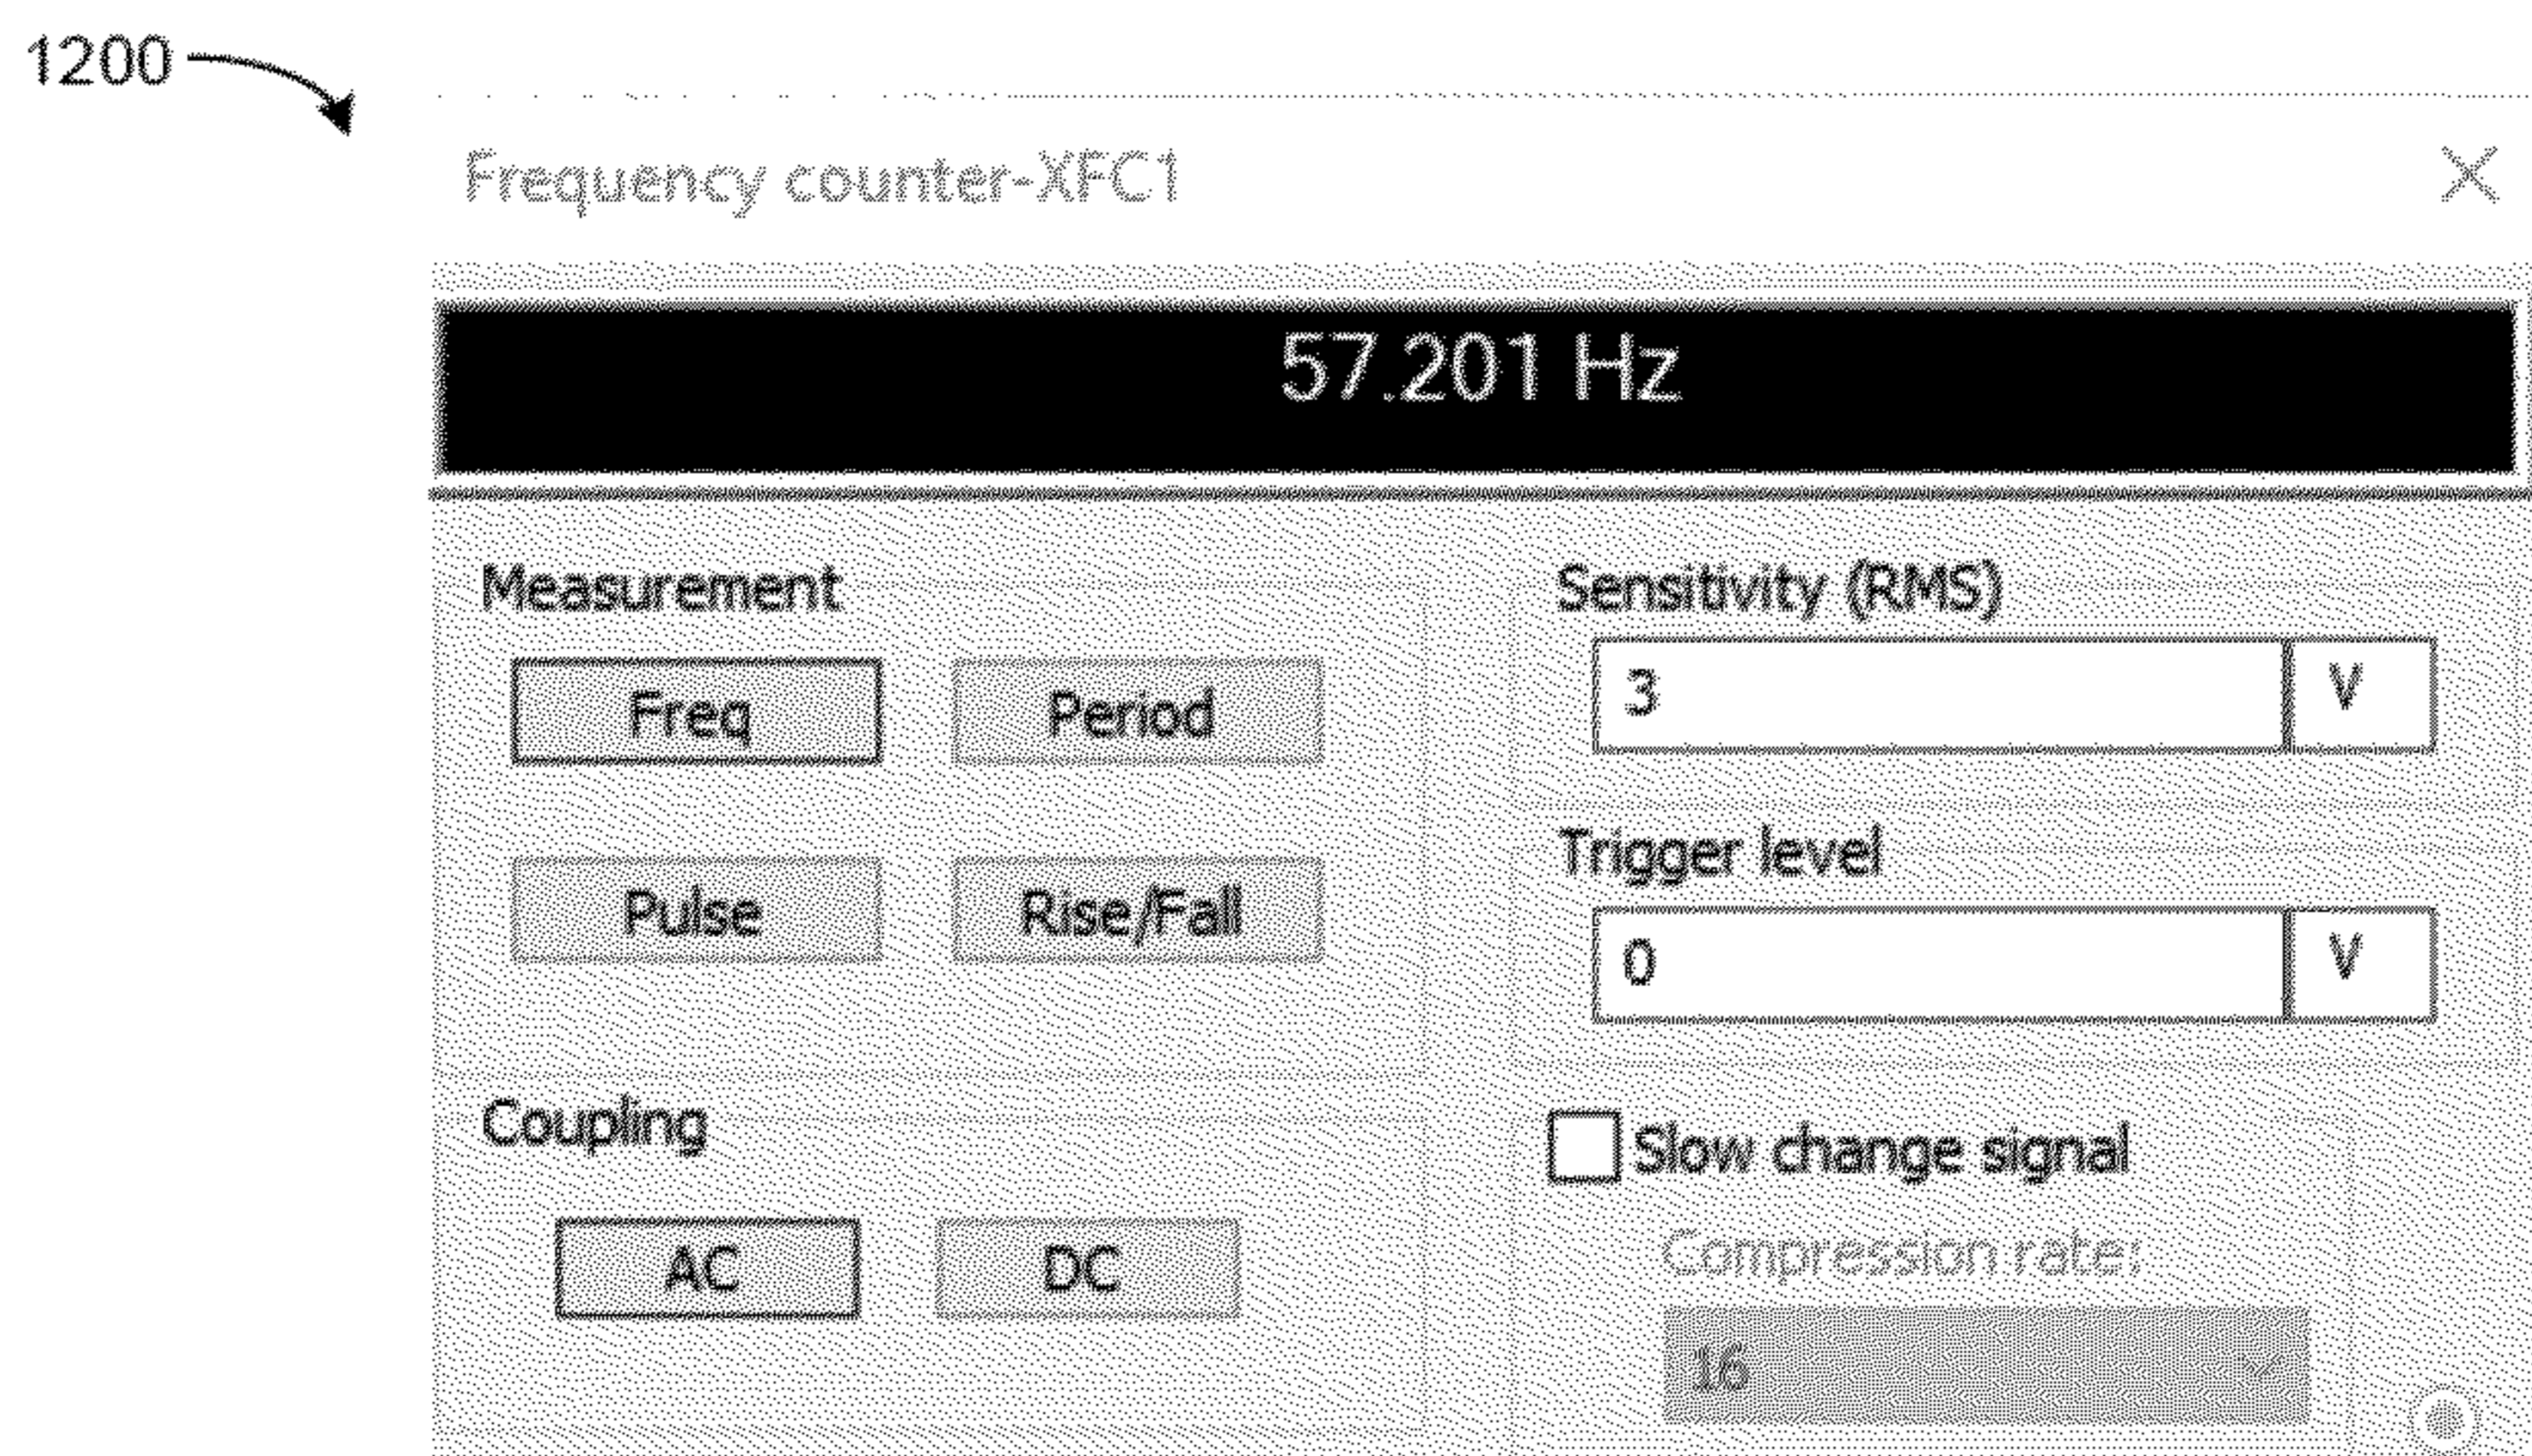 1200
Frequency counter-XFC1
57.201 Hz
Measurement
Freq
Period
Pulse
Rise/Fall
Coupling
AC
DC
Sensitivity (RMS)
3
V
Trigger level
0
V
Slow change signal
Compression rate:
16